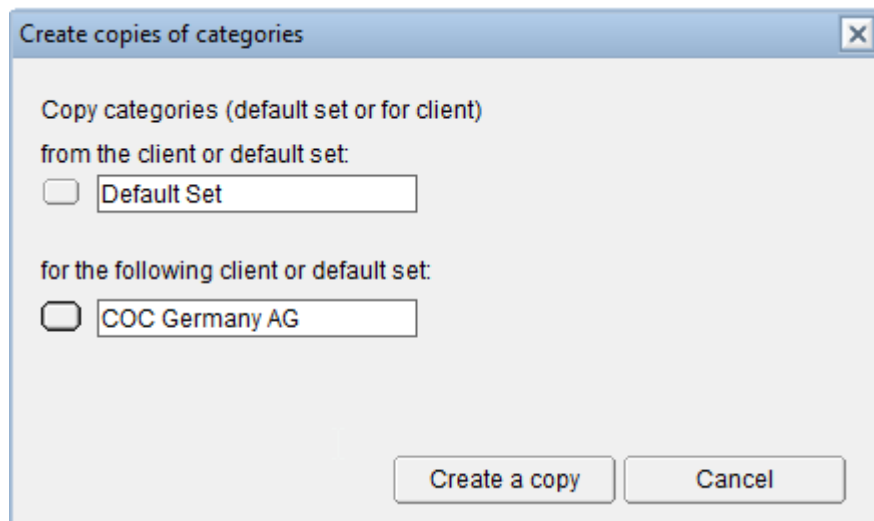 Create copies of categories
Copy categories (default set or for client)
from the client or default set:
Default Set
for the following client or default set:
COC Germany AG
Create a copy
Cancel